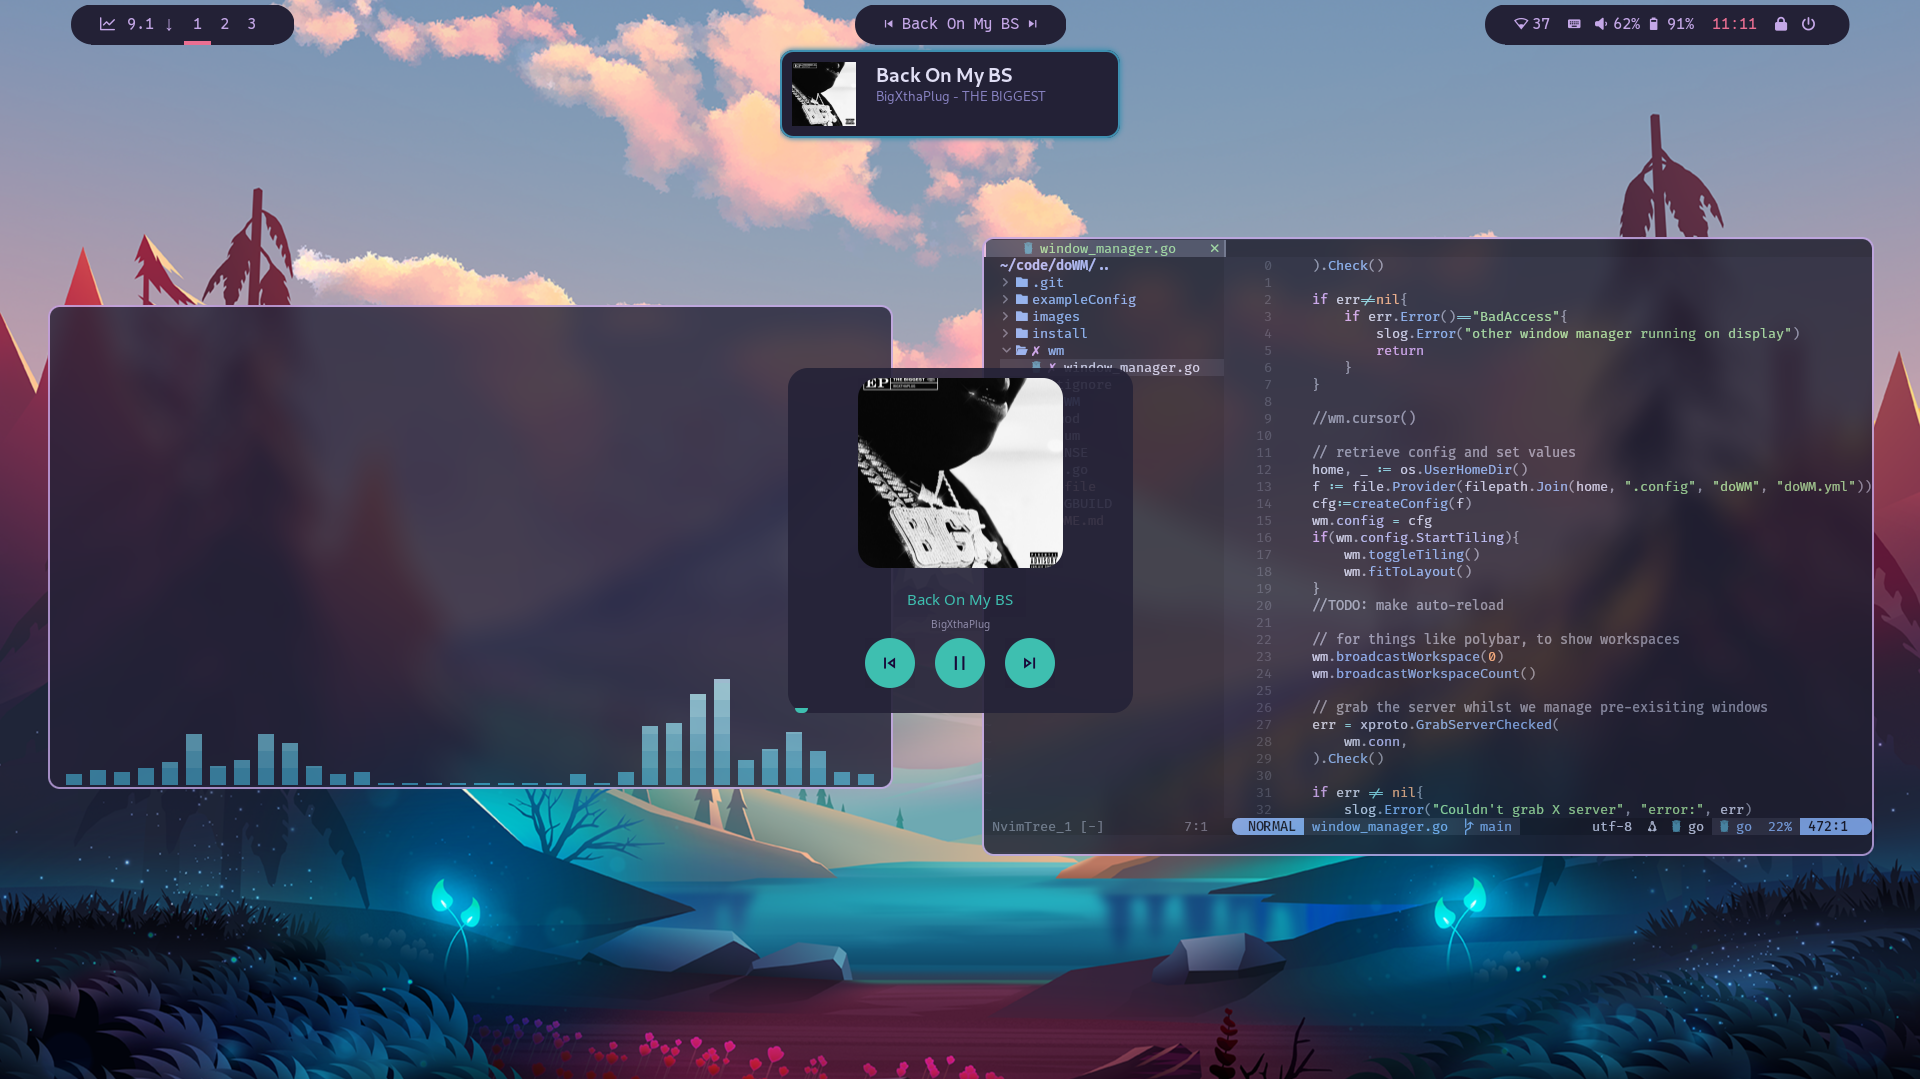 9.1 ↓ 1 2 3
Back On My BS
37 62% 91% 11:11
Back On My BS
BigXthaPlug - THE BIGGEST
window_manager.go ✕
~/code/doWM/..
.git
exampleConfig
images
install
✗ wm
✗ window_manager.go
ignore
WM
od
um
NSE
.go
file
GBUILD
ME.md
EP THE BIGGEST
BIG
Back On My BS
BigXthaPlug
0 ).Check()
1
2 if err≠nil{
3 if err.Error()=="BadAccess"{
4 slog.Error("other window manager running on display")
5 return
6 }
7 }
8
9 //wm.cursor()
10
11 // retrieve config and set values
12 home, _ := os.UserHomeDir()
13 f := file.Provider(filepath.Join(home, ".config", "doWM", "doWM.yml"))
14 cfg:=createConfig(f)
15 wm.config = cfg
16 if(wm.config.StartTiling){
17 wm.toggleTiling()
18 wm.fitToLayout()
19 }
20 //TODO: make auto-reload
21
22 // for things like polybar, to show workspaces
23 wm.broadcastWorkspace(0)
24 wm.broadcastWorkspaceCount()
25
26 // grab the server whilst we manage pre-exisiting windows
27 err = xproto.GrabServerChecked(
28 wm.conn,
29 ).Check()
30
31 if err ≠ nil{
32 slog.Error("Couldn't grab X server", "error:", err)
NvimTree_1 [-] 7:1 NORMAL window_manager.go main utf-8 go go 22% 472:1